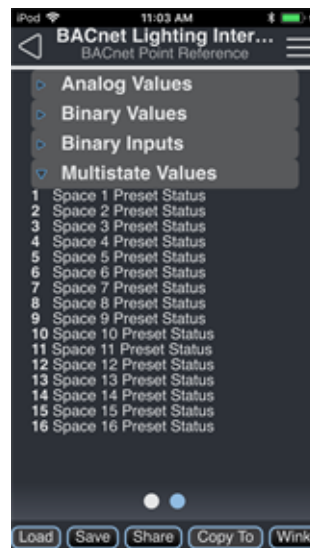 iPod 11:03 AM
BACnet Lighting Inter...
BACnet Point Reference
Analog Values
Binary Values
Binary Inputs
Multistate Values
1 Space 1 Preset Status
2 Space 2 Preset Status
3 Space 3 Preset Status
4 Space 4 Preset Status
5 Space 5 Preset Status
6 Space 6 Preset Status
7 Space 7 Preset Status
8 Space 8 Preset Status
9 Space 9 Preset Status
10 Space 10 Preset Status
11 Space 11 Preset Status
12 Space 12 Preset Status
13 Space 13 Preset Status
14 Space 14 Preset Status
15 Space 15 Preset Status
16 Space 16 Preset Status
Load Save Share Copy To Wink